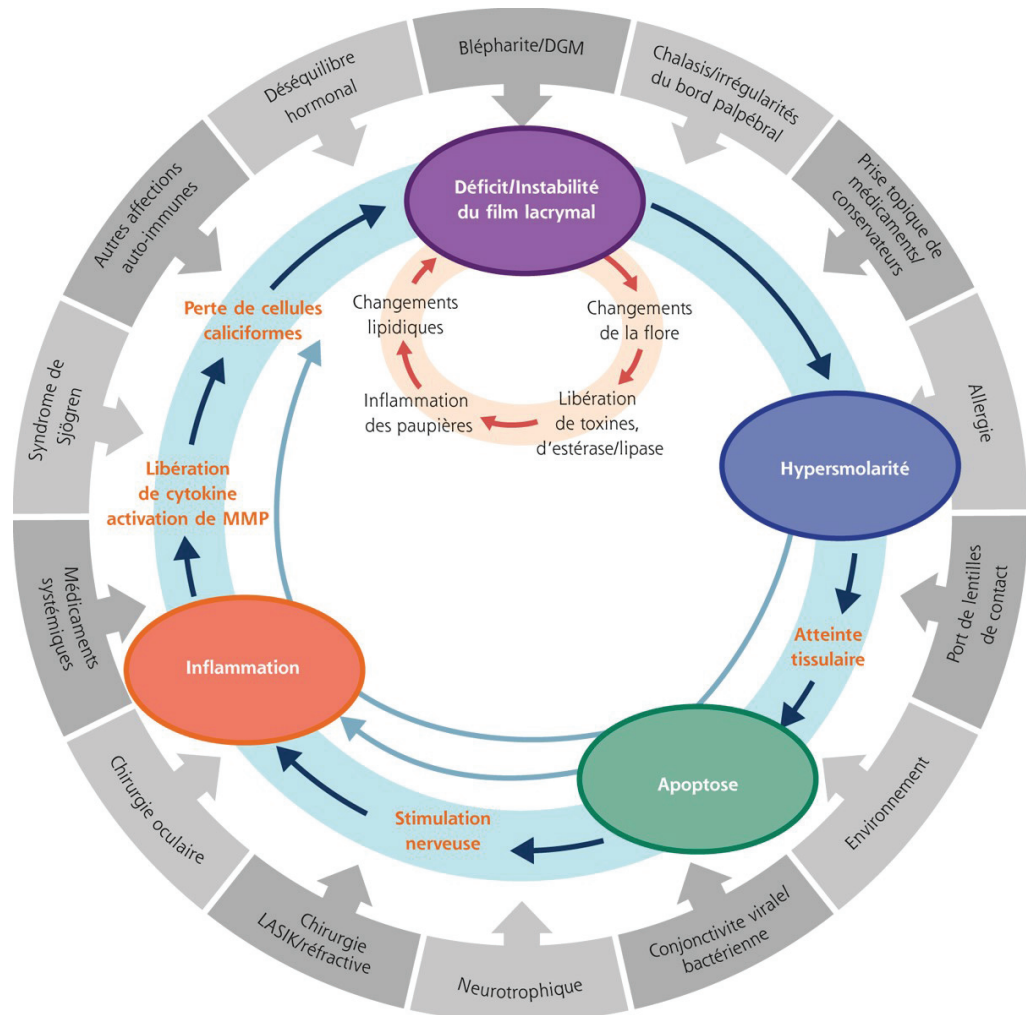 Blépharite/DGM
Chalasis/irrégularités
du bord palpébral
Prise topique de
médicaments/
conservateurs
Allergie
Port de lentilles
de contact
Environnement
Conjonctivite virale/
bactérienne
Neurotrophique
Chirurgie
LASIK/réfractive
Chirurgie oculaire
Médicaments
systémiques
Syndrome de
Sjögren
Autres affections
auto-immunes
Déséquilibre
hormonal
Déficit/Instabilité
du film lacrymal
Changements
de la flore
Libération
de toxines,
d'estérase/lipase
Inflammation
des paupières
Changements
lipidiques
Hypersmolarité
Atteinte
tissulaire
Apoptose
Stimulation
nerveuse
Inflammation
Libération
de cytokine
activation de MMP
Perte de cellules
caliciformes